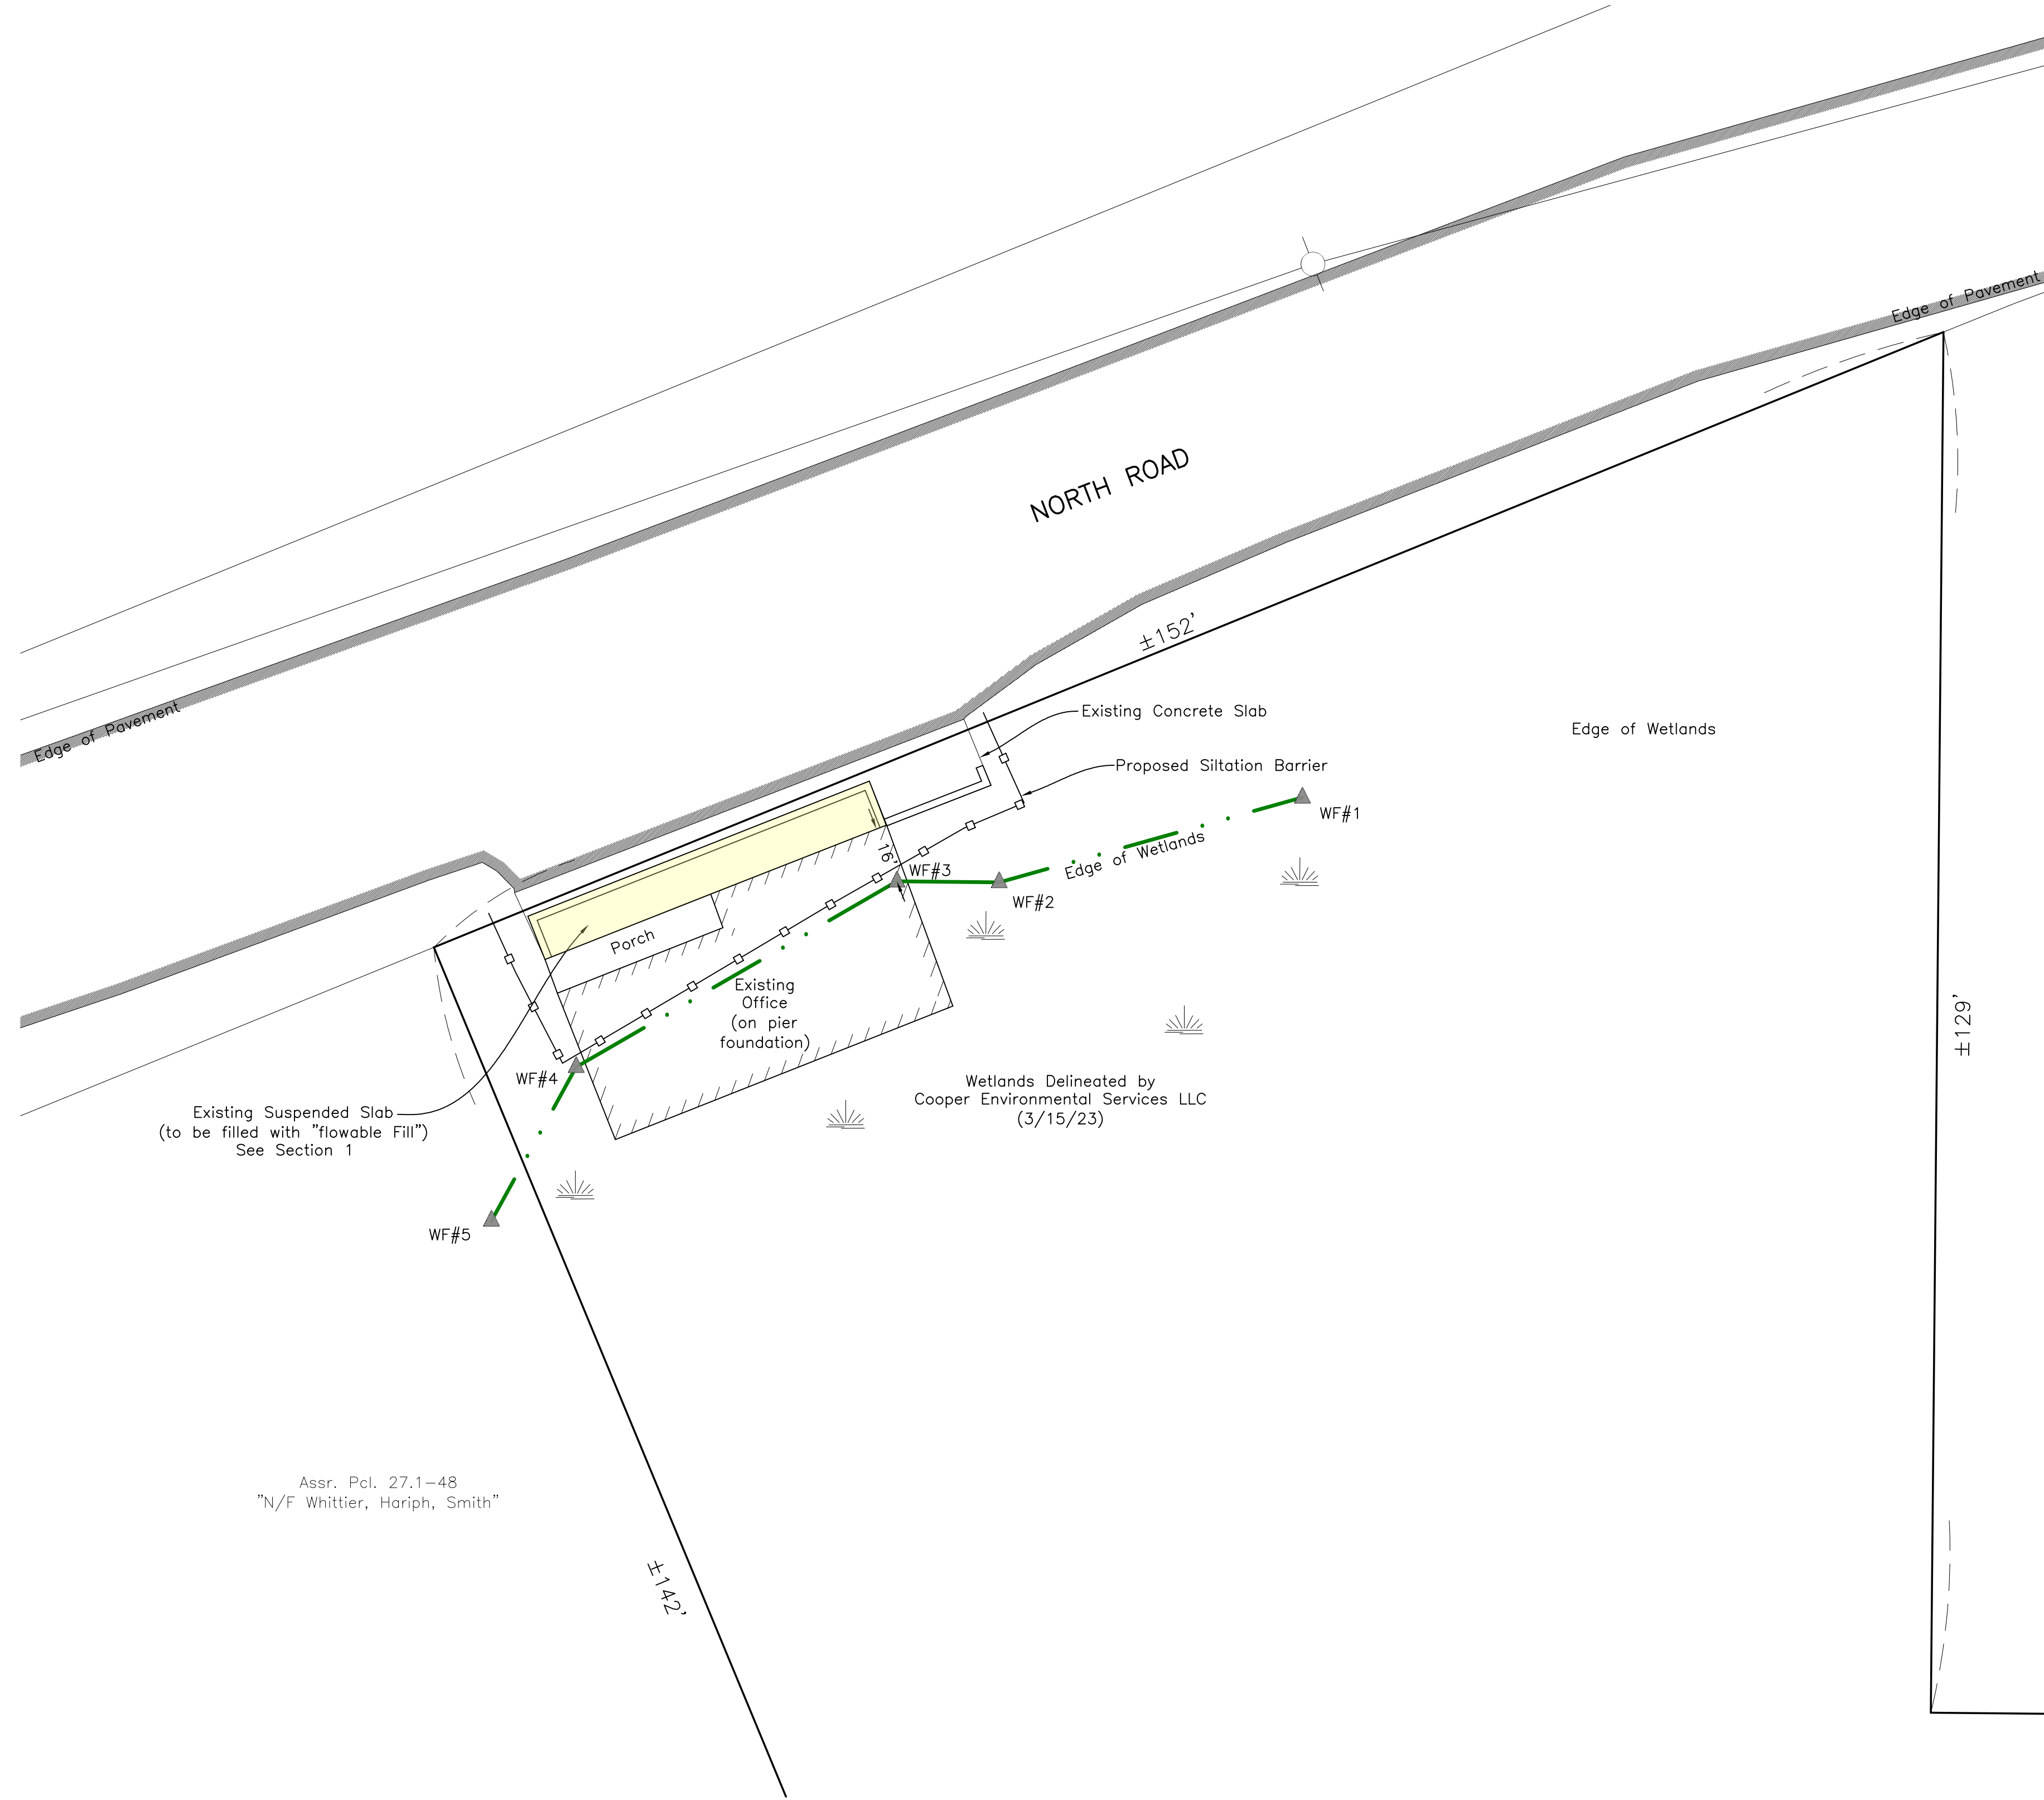 Edge of Pavement
NORTH ROAD
±152'
Edge of Pavement
Existing Concrete Slab
Edge of Wetlands
Proposed Siltation Barrier
WF#1
Edge of Wetlands
16'
WF#3
WF#2
Porch
Existing
Office
(on pier
foundation)
±129'
WF#4
Wetlands Delineated by
Cooper Environmental Services LLC
(3/15/23)
Existing Suspended Slab
(to be filled with "flowable Fill")
See Section 1
WF#5
Assr. Pcl. 27.1-48
"N/F Whittier, Hariph, Smith"
±142'